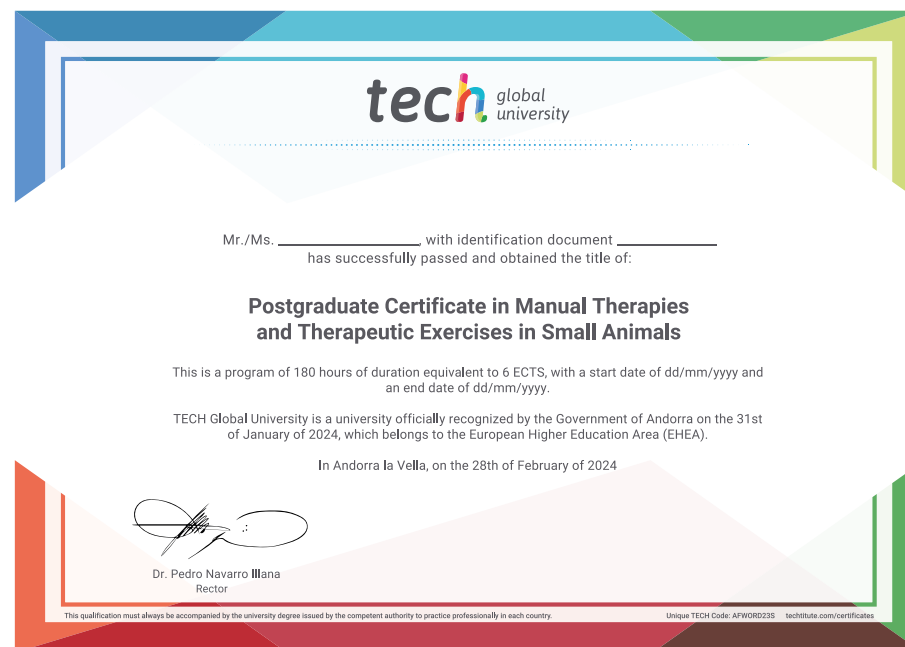 tech global university
Mr./Ms. ____________________, with identification document ______________
has successfully passed and obtained the title of:
Postgraduate Certificate in Manual Therapies
and Therapeutic Exercises in Small Animals
This is a program of 180 hours of duration equivalent to 6 ECTS, with a start date of dd/mm/yyyy and
an end date of dd/mm/yyyy.
TECH Global University is a university officially recognized by the Government of Andorra on the 31st
of January of 2024, which belongs to the European Higher Education Area (EHEA).
In Andorra la Vella, on the 28th of February of 2024
Dr. Pedro Navarro Illana
Rector
This qualification must always be accompanied by the university degree issued by the competent authority to practice professionally in each country.
Unique TECH Code: AFWORD23S techtitute.com/certificates